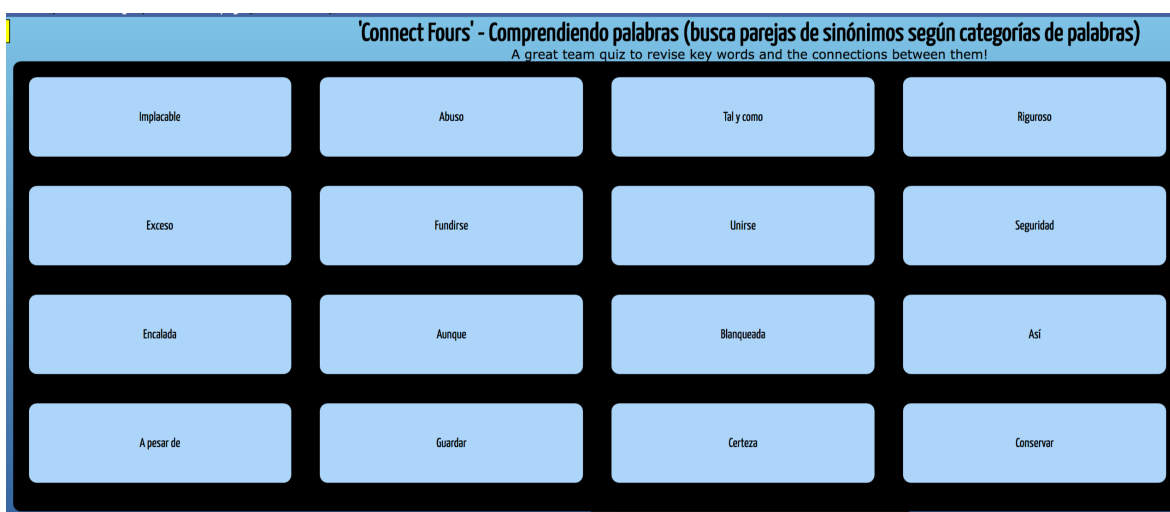 'Connect Fours' - Comprendiendo palabras (busca parejas de sinónimos según categorías de palabras)
A great team quiz to revise key words and the connections between them!
Implacable
Abuso
Tal y como
Riguroso
Exceso
Fundirse
Unirse
Seguridad
Encalada
Aunque
Blanqueada
Así
A pesar de
Guardar
Certeza
Conservar